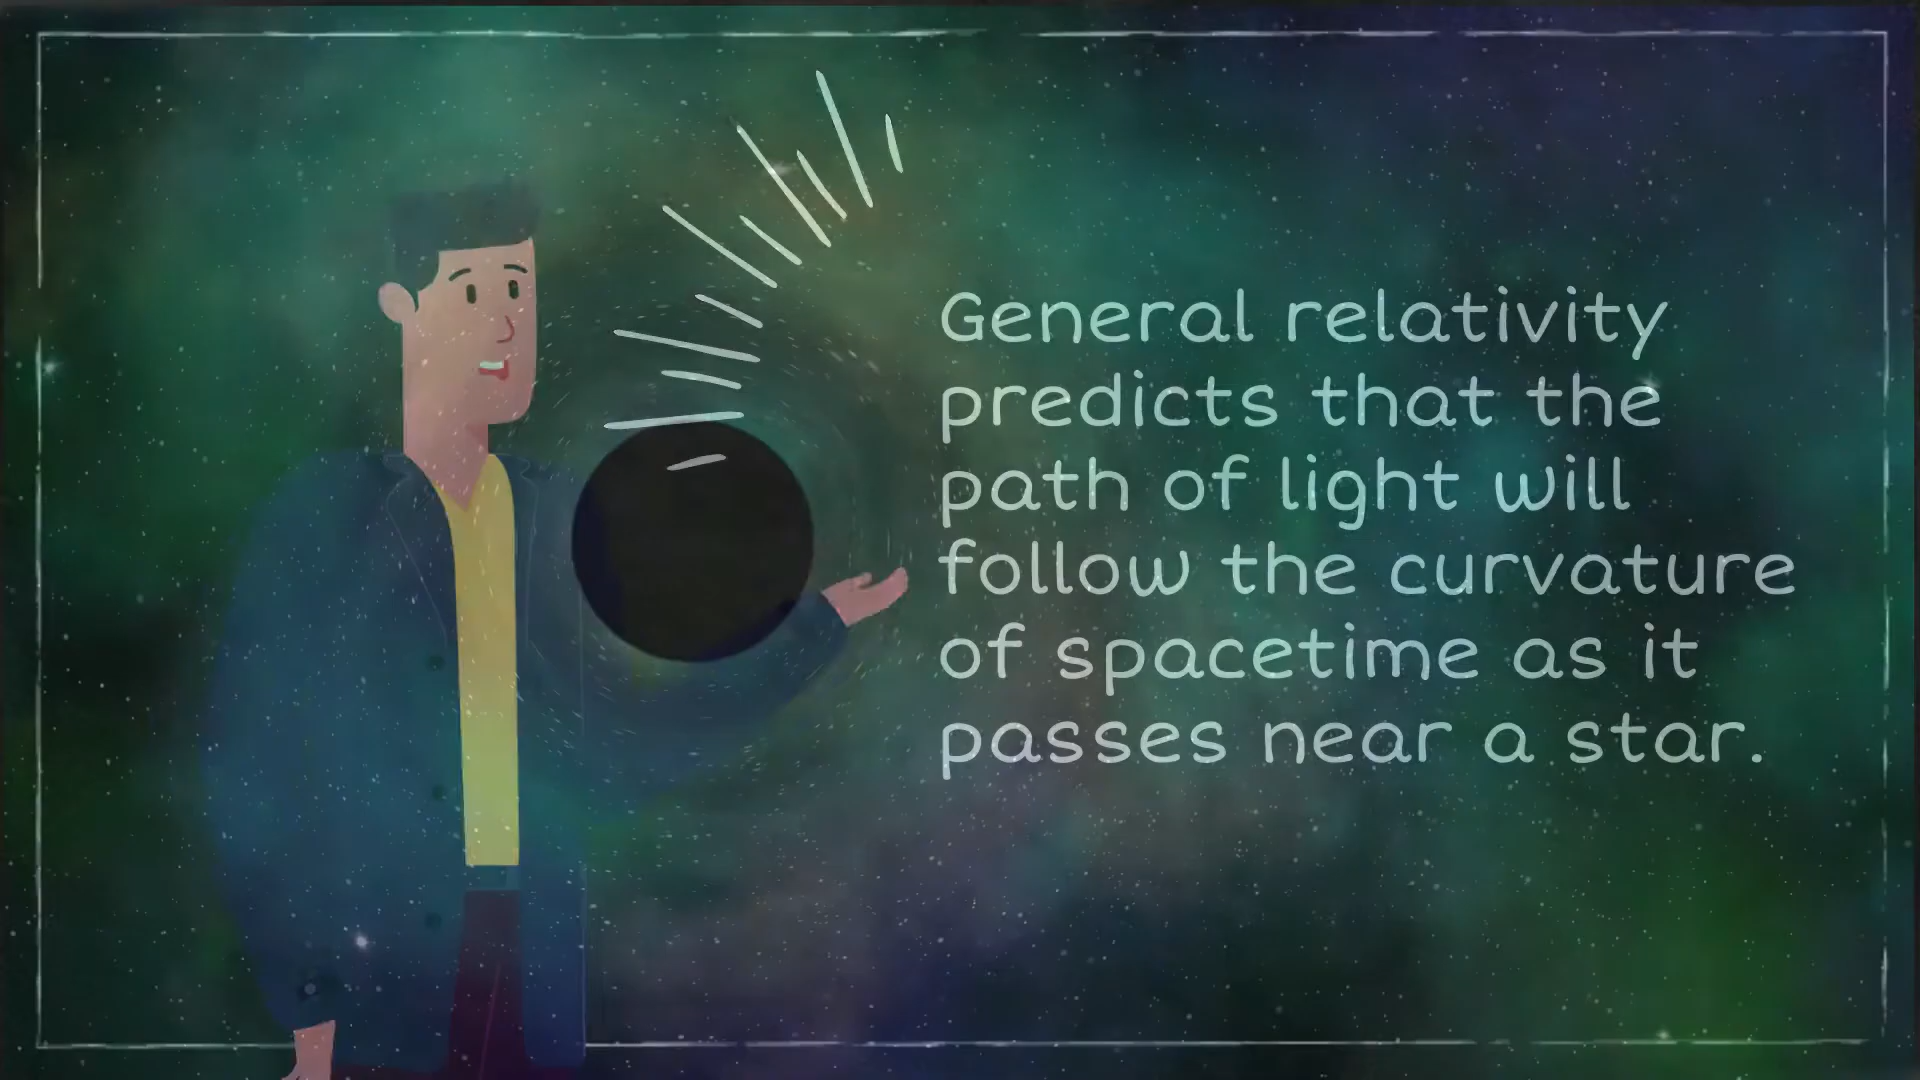 General relativity
predicts that the
path of light will
follow the curvature
of spacetime as it
passes near a star.